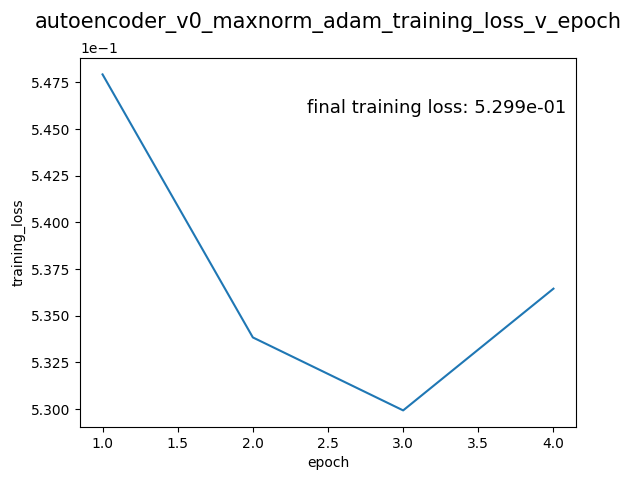 autoencoder_v0_maxnorm_adam_training_loss_v_epoch
1e−1
final training loss: 5.299e-01
5.475
5.450
5.425
5.400
5.375
5.350
5.325
5.300
training_loss
1.0 1.5 2.0 2.5 3.0 3.5 4.0
epoch